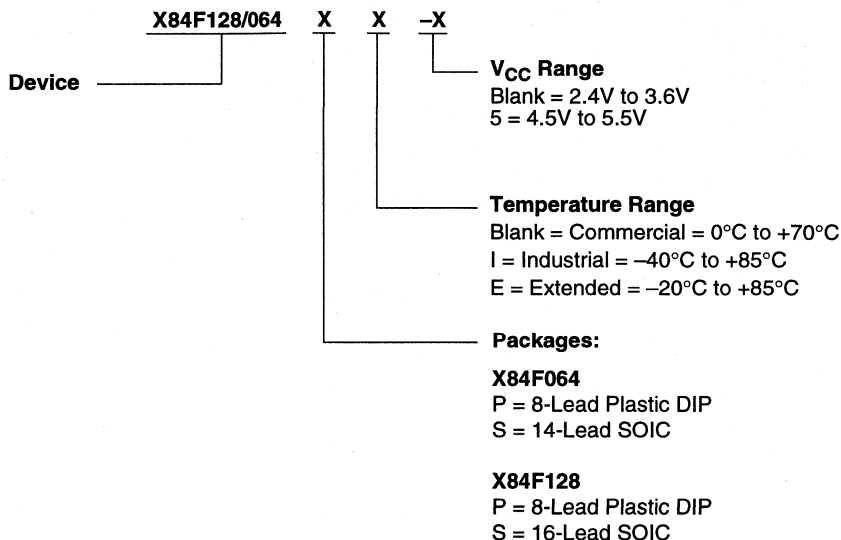 X84F128/064 X X –X
Device
VCC Range
Blank = 2.4V to 3.6V
5 = 4.5V to 5.5V
Temperature Range
Blank = Commercial = 0°C to +70°C
I = Industrial = –40°C to +85°C
E = Extended = –20°C to +85°C
Packages:
X84F064
P = 8-Lead Plastic DIP
S = 14-Lead SOIC
X84F128
P = 8-Lead Plastic DIP
S = 16-Lead SOIC